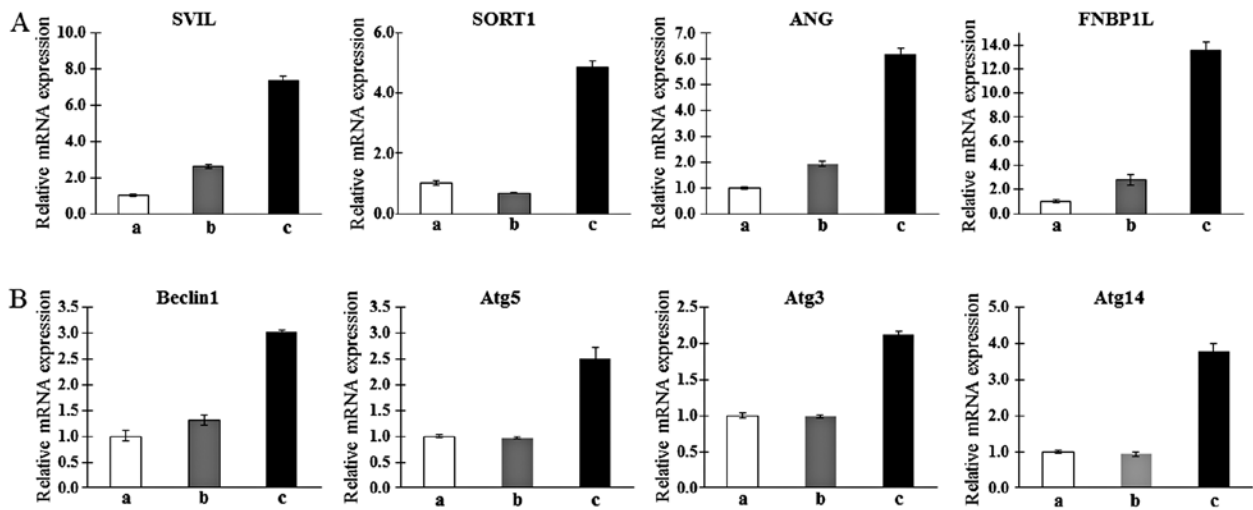 A
SVIL
Relative mRNA expression
10.0
8.0
6.0
4.0
2.0
0.0
a b c
SORT1
Relative mRNA expression
6.0
4.0
2.0
0.0
a b c
ANG
Relative mRNA expression
7.0
6.0
5.0
4.0
3.0
2.0
1.0
0.0
a b c
FNBP1L
Relative mRNA expression
14.0
12.0
10.0
8.0
6.0
4.0
2.0
0.0
a b c
B
Beclin1
Relative mRNA expression
3.5
3.0
2.5
2.0
1.5
1.0
0.5
0.0
a b c
Atg5
Relative mRNA expression
3.5
3.0
2.5
2.0
1.5
1.0
0.5
0.0
a b c
Atg3
Relative mRNA expression
2.5
2.0
1.5
1.0
0.5
0.0
a b c
Atg14
Relative mRNA expression
5.0
4.0
3.0
2.0
1.0
0.0
a b c